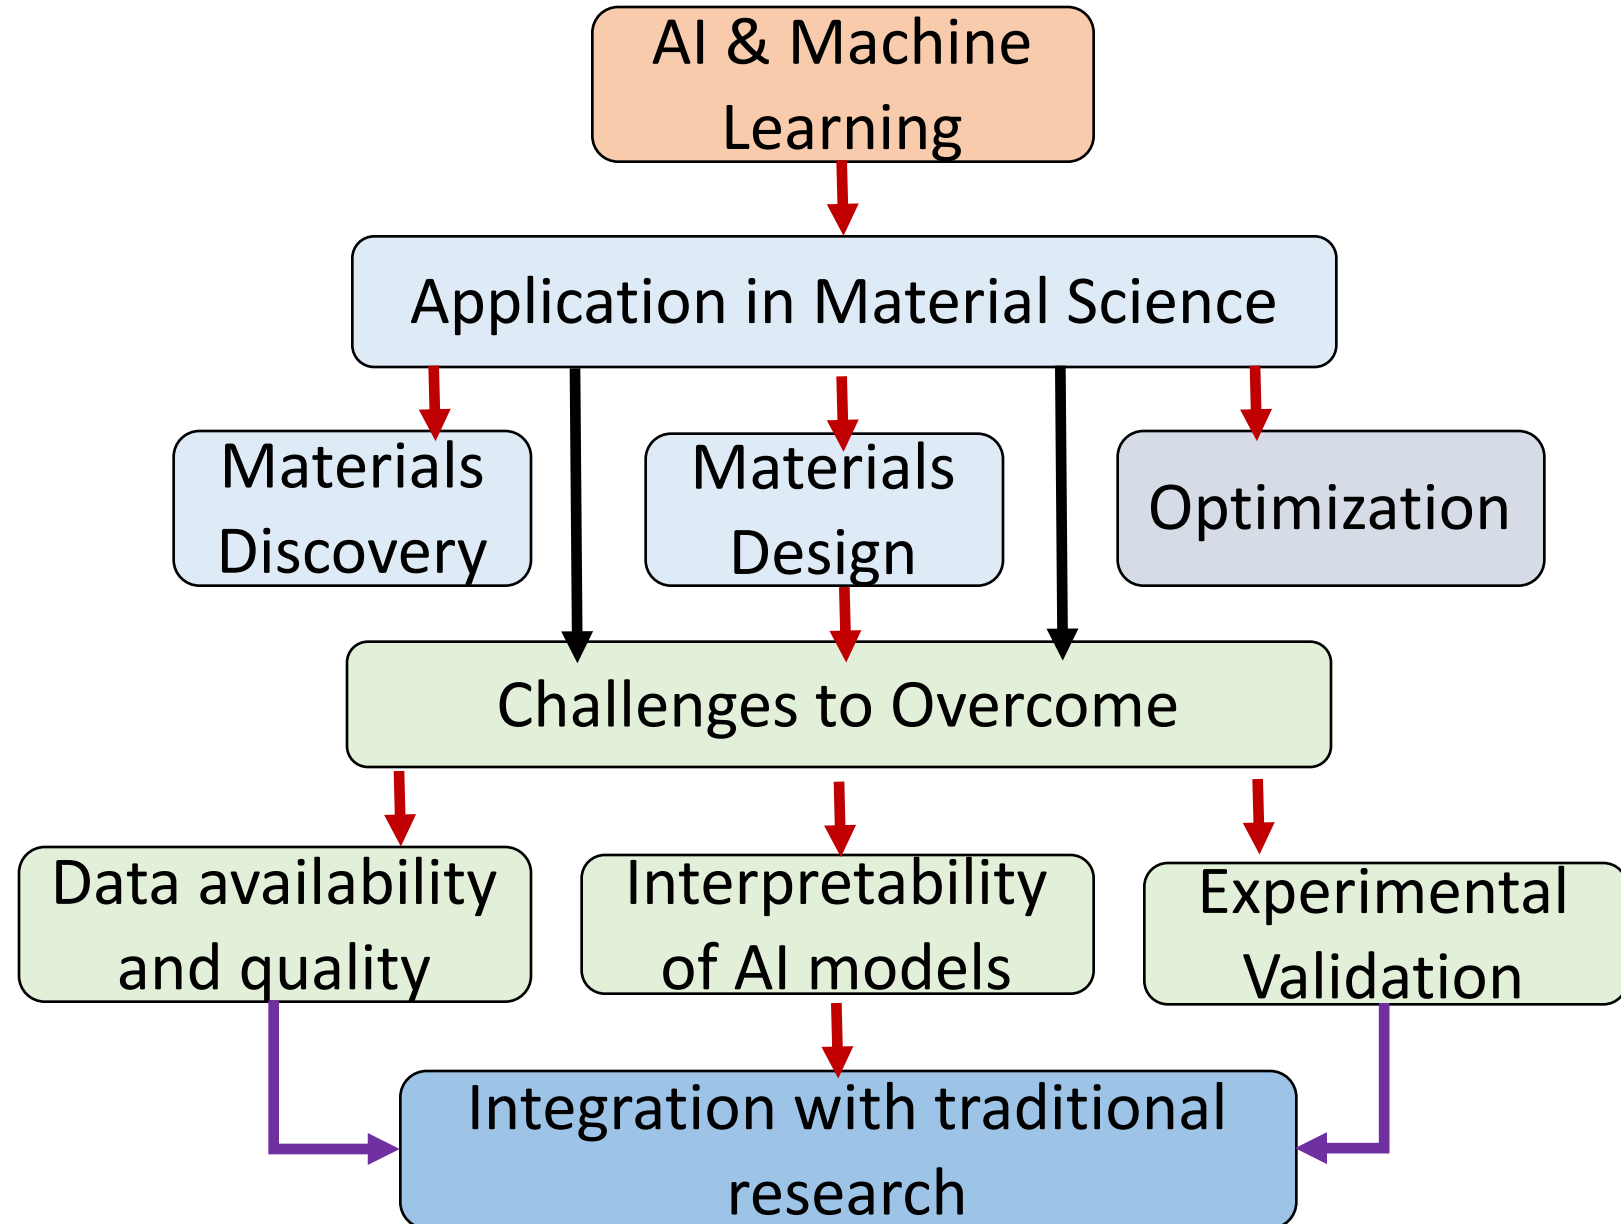 AI & Machine
Learning
Application in Material Science
Materials
Discovery
Materials
Design
Optimization
Challenges to Overcome
Data availability
and quality
Interpretability
of AI models
Experimental
Validation
Integration with traditional
research